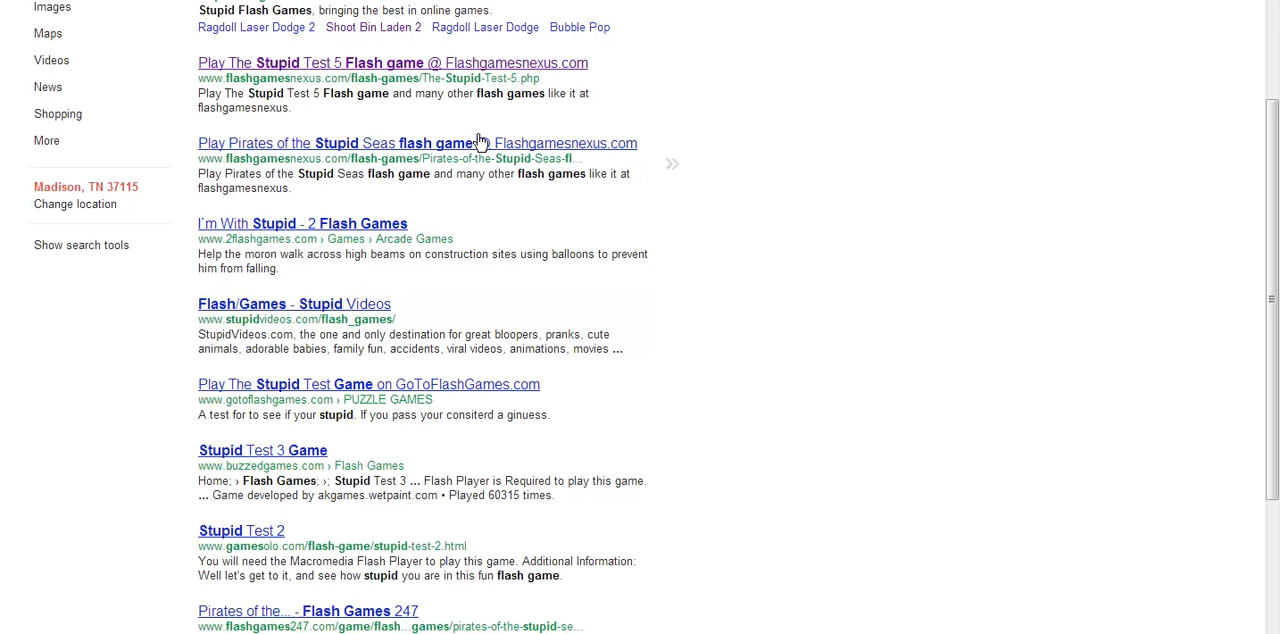 Images
Maps
Videos
News
Shopping
More
Madison, TN 37115
Change location
Show search tools
Stupid Flash Games, bringing the best in online games.
Ragdoll Laser Dodge 2 Shoot Bin Laden 2 Ragdoll Laser Dodge Bubble Pop
Play The Stupid Test 5 Flash game @ Flashgamesnexus.com
www.flashgamesnexus.com/flash-games/The-Stupid-Test-5.php
Play The Stupid Test 5 Flash game and many other flash games like it at
flashgamesnexus.
Play Pirates of the Stupid Seas flash game @ Flashgamesnexus.com
www.flashgamesnexus.com/flash-games/Pirates-of-the-Stupid-Seas-fl...
Play Pirates of the Stupid Seas flash game and many other flash games like it at
flashgamesnexus.
I`m With Stupid - 2 Flash Games
www.2flashgames.com › Games › Arcade Games
Help the moron walk across high beams on construction sites using balloons to prevent
him from falling.
Flash/Games - Stupid Videos
www.stupidvideos.com/flash_games/
StupidVideos.com, the one and only destination for great bloopers, pranks, cute
animals, adorable babies, family fun, accidents, viral videos, animations, movies ...
Play The Stupid Test Game on GoToFlashGames.com
www.gotoflashgames.com › PUZZLE GAMES
A test for to see if your stupid. If you pass your consiterd a ginuess.
Stupid Test 3 Game
www.buzzedgames.com › Flash Games
Home; › Flash Games; ›; Stupid Test 3 ... Flash Player is Required to play this game.
... Game developed by akgames.wetpaint.com • Played 60315 times.
Stupid Test 2
www.gamesolo.com/flash-game/stupid-test-2.html
You will need the Macromedia Flash Player to play this game. Additional Information:
Well let's get to it, and see how stupid you are in this fun flash game.
Pirates of the... - Flash Games 247
www.flashgames247.com/game/flash...games/pirates-of-the-stupid-se...